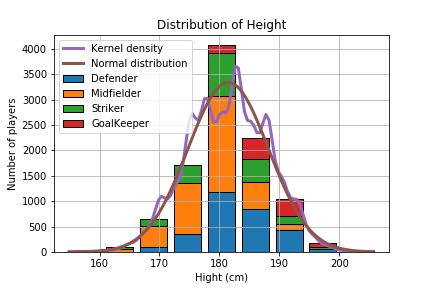 Distribution of Height
Kernel density
Normal distribution
Defender
Midfielder
Striker
GoalKeeper
Number of players
4000
3500
3000
2500
2000
1500
1000
500
0
160
170
180
190
200
Hight (cm)